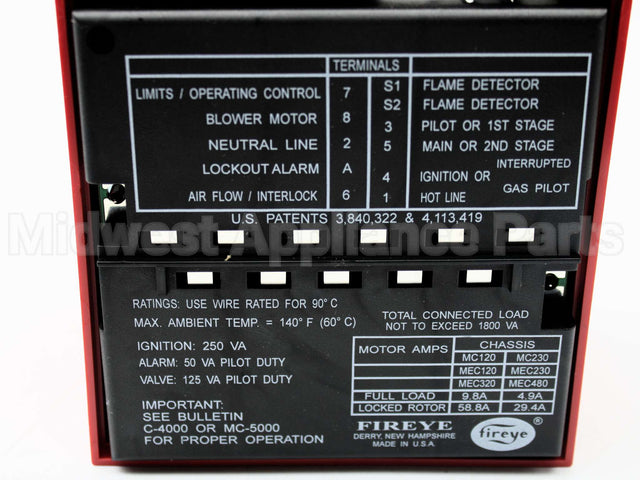 TERMINALS
LIMITS / OPERATING CONTROL 7 S1 FLAME DETECTOR
S2 FLAME DETECTOR
BLOWER MOTOR 8 3 PILOT OR 1ST STAGE
NEUTRAL LINE 2 5 MAIN OR 2ND STAGE
LOCKOUT ALARM A 4 IGNITION OR INTERRUPTED GAS PILOT
AIR FLOW / INTERLOCK 6 1 HOT LINE
U.S. PATENTS 3,840,322 & 4,113,419
Midwest Appliance Parts
RATINGS: USE WIRE RATED FOR 90° C
MAX. AMBIENT TEMP. = 140° F (60° C)
TOTAL CONNECTED LOAD
NOT TO EXCEED 1800 VA
IGNITION: 250 VA
ALARM: 50 VA PILOT DUTY
VALVE: 125 VA PILOT DUTY
IMPORTANT:
SEE BULLETIN
C-4000 OR MC-5000
FOR PROPER OPERATION
MOTOR AMPS CHASSIS
MC120 MC230
MEC120 MEC230
MEC320 MEC480
FULL LOAD 9.8A 4.9A
LOCKED ROTOR 58.8A 29.4A
FIREYE
DERRY, NEW HAMPSHIRE
MADE IN U.S.A.
fireye ®